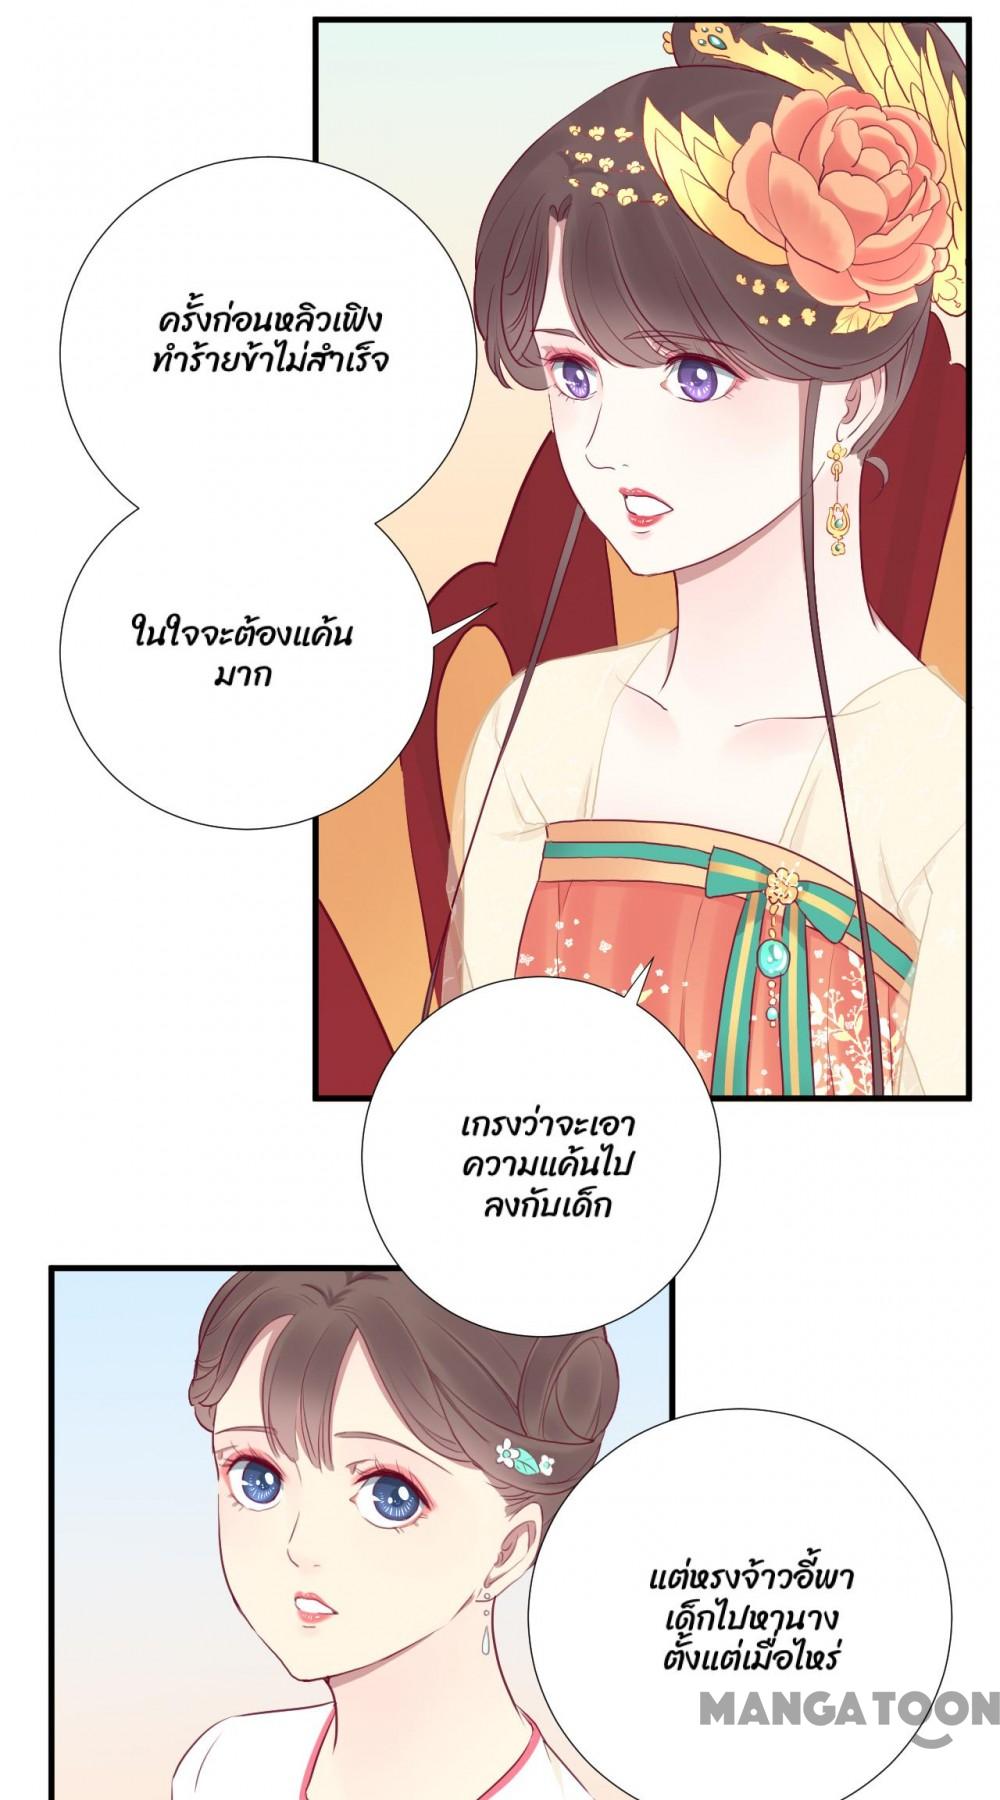 ครั้งก่อนหลิวเฟิง
ทำร้ายข้าไม่สำเร็จ
ในใจจะต้องแค้น
มาก
เกรงว่าจะเอา
ความแค้นไป
ลงกับเด็ก
แต่หรงจ้าวอี้พา
เด็กไปหานาง
ตั้งแต่เมื่อไหร่
MANGATOON